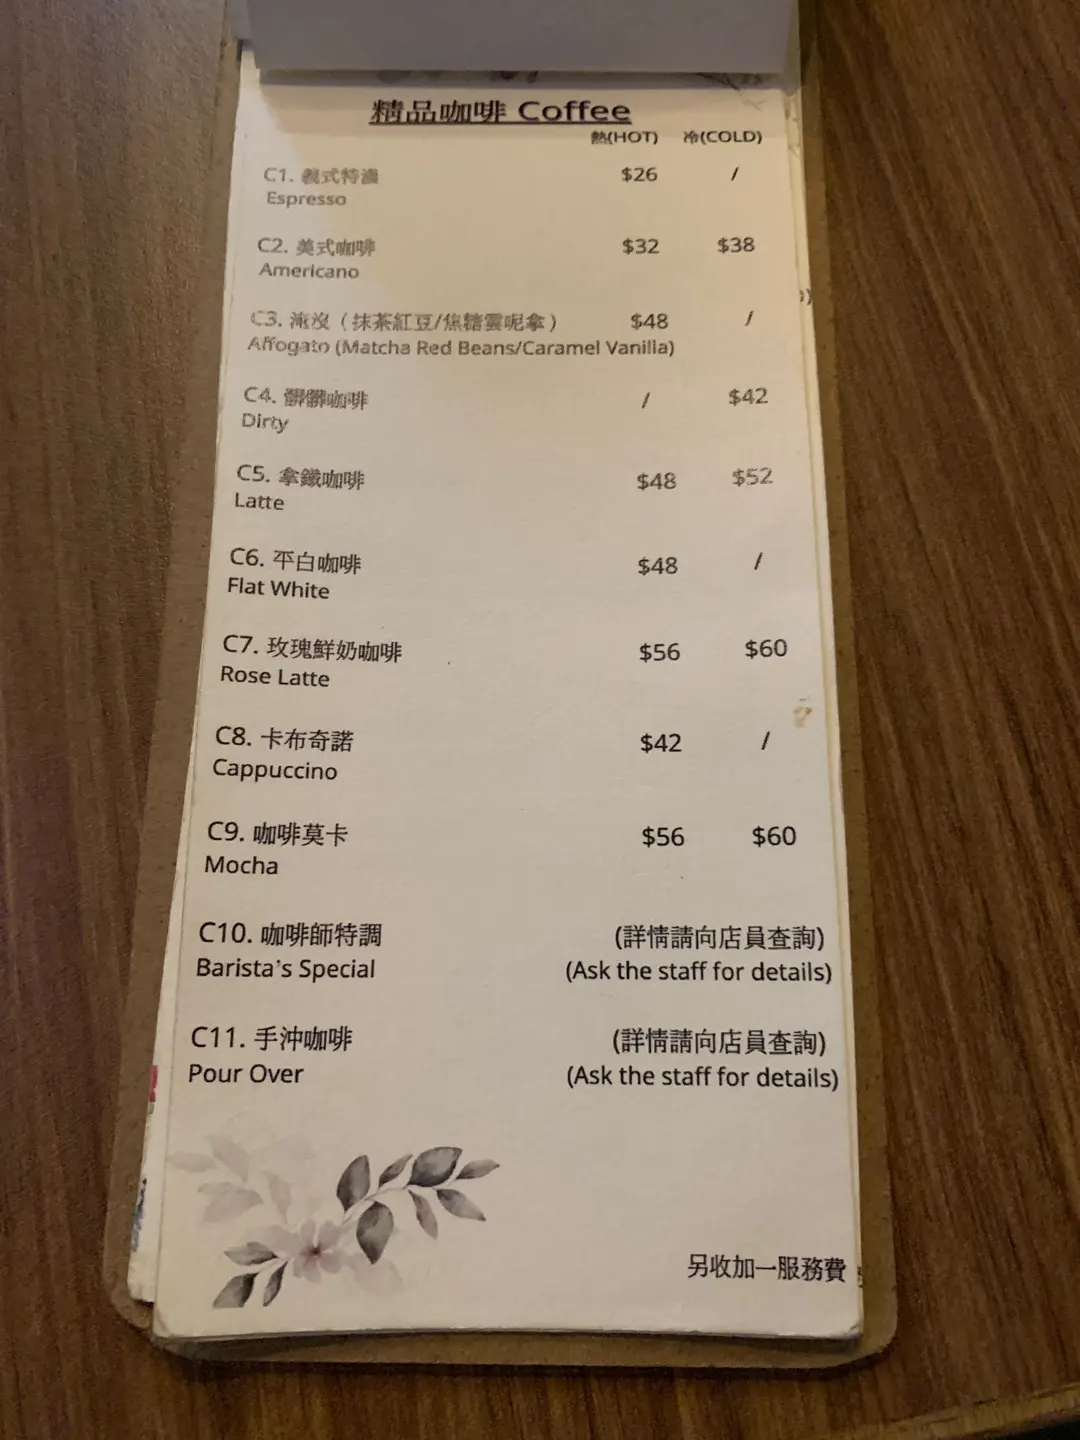 精品咖啡 Coffee
熱(HOT) 冷(COLD)
C1. 義式特濃 $26 /
Espresso
C2. 美式咖啡 $32 $38
Americano
C3. 淹沒（抹茶紅豆/焦糖雲呢拿） $48 /
Affogato (Matcha Red Beans/Caramel Vanilla)
C4. 髒髒咖啡 / $42
Dirty
C5. 拿鐵咖啡 $48 $52
Latte
C6. 平白咖啡 $48 /
Flat White
C7. 玫瑰鮮奶咖啡 $56 $60
Rose Latte
C8. 卡布奇諾 $42 /
Cappuccino
C9. 咖啡莫卡 $56 $60
Mocha
C10. 咖啡師特調 (詳情請向店員查詢)
Barista's Special (Ask the staff for details)
C11. 手沖咖啡 (詳情請向店員查詢)
Pour Over (Ask the staff for details)
另收加一服務費